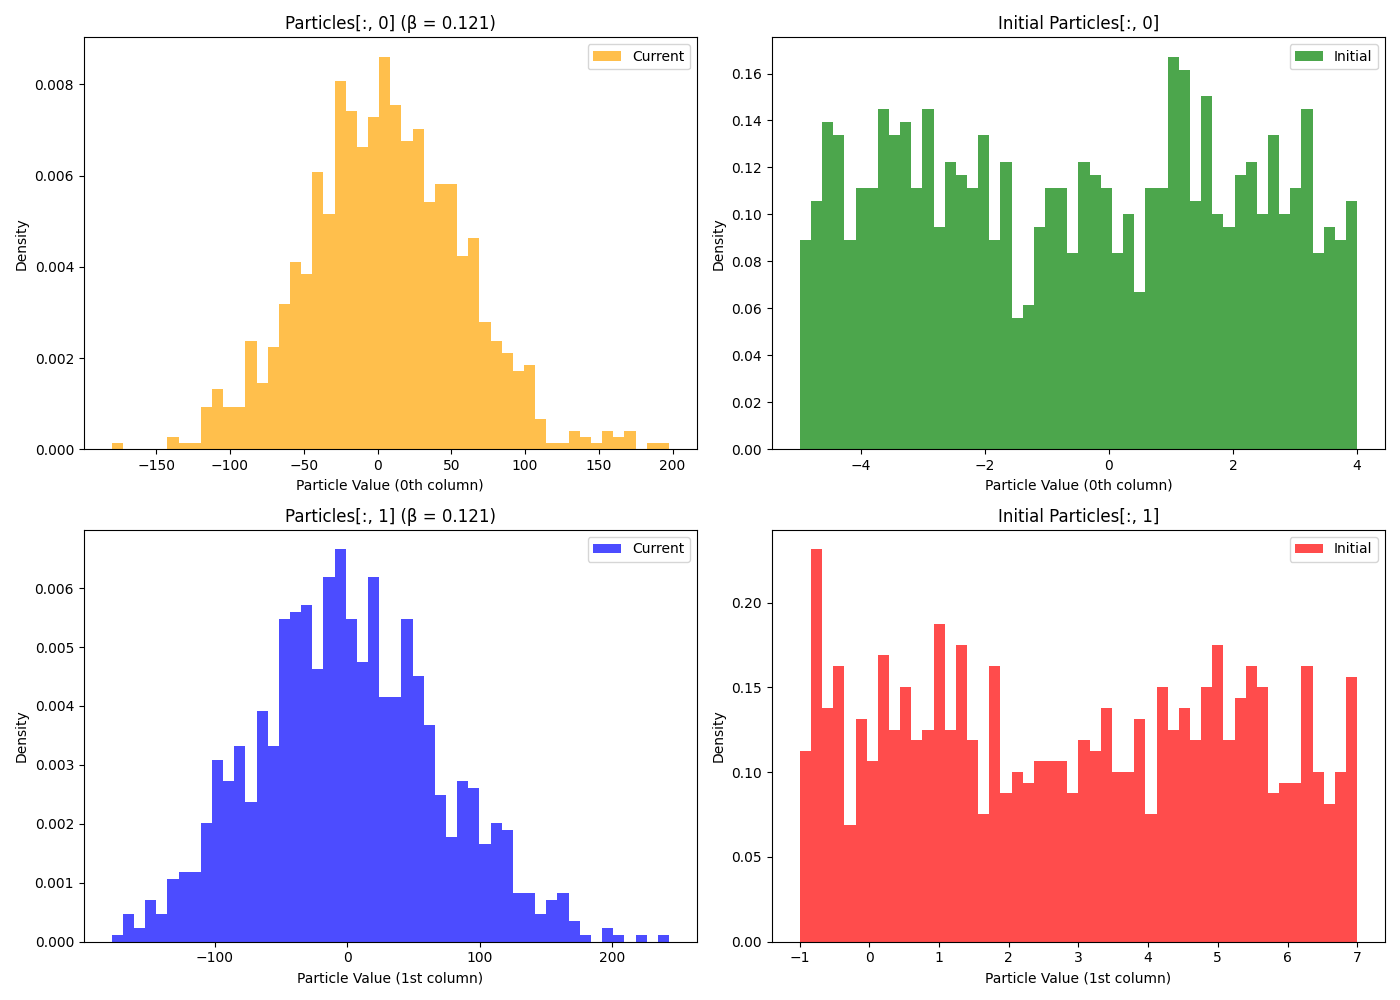 Particles[:, 0] (β = 0.121)
Current
Density
0.008
0.006
0.004
0.002
0.000
−150 −100 −50 0 50 100 150 200
Particle Value (0th column)
Initial Particles[:, 0]
Initial
Density
0.16
0.14
0.12
0.10
0.08
0.06
0.04
0.02
0.00
−4 −2 0 2 4
Particle Value (0th column)
Particles[:, 1] (β = 0.121)
Current
Density
0.006
0.005
0.004
0.003
0.002
0.001
0.000
−100 0 100 200
Particle Value (1st column)
Initial Particles[:, 1]
Initial
Density
0.20
0.15
0.10
0.05
0.00
−1 0 1 2 3 4 5 6 7
Particle Value (1st column)